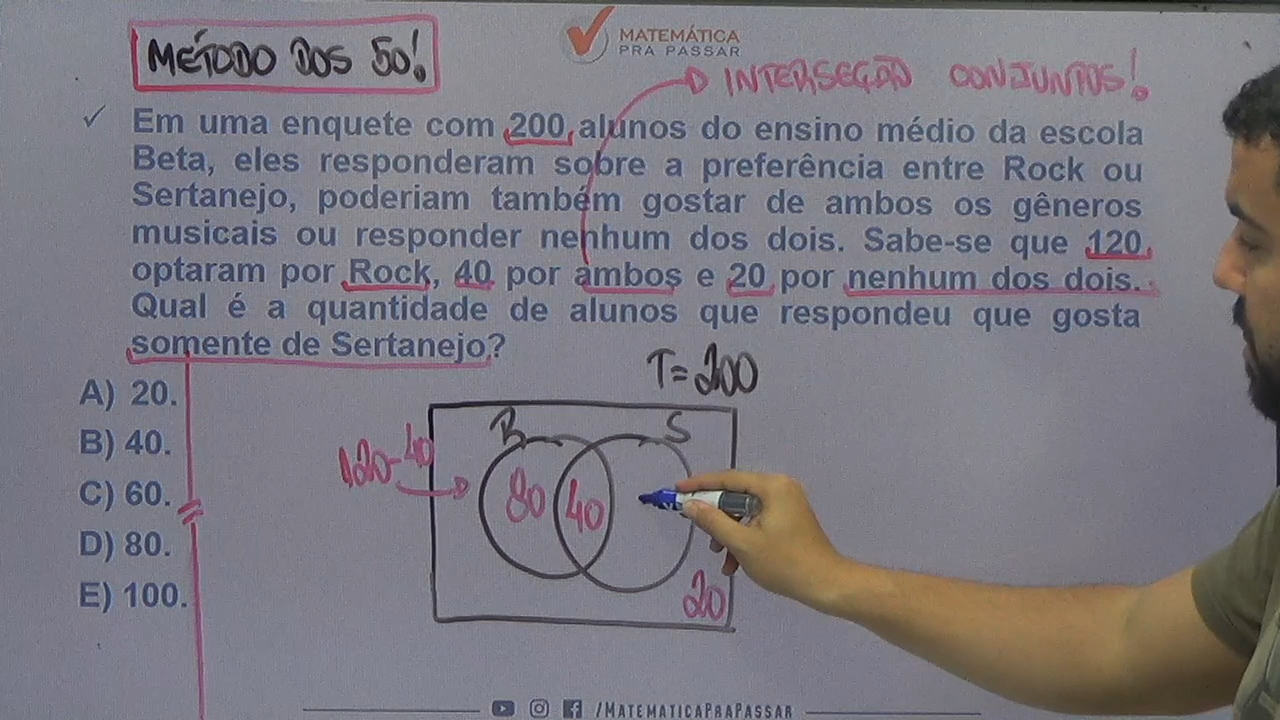 MÉTODO DOS 50!
MATEMÁTICA
PRA PASSAR
INTERSEÇÃO CONJUNTOS!
✓ Em uma enquete com 200 alunos do ensino médio da escola
Beta, eles responderam sobre a preferência entre Rock ou
Sertanejo, poderiam também gostar de ambos os gêneros
musicais ou responder nenhum dos dois. Sabe-se que 120
optaram por Rock, 40 por ambos e 20 por nenhum dos dois.
Qual é a quantidade de alunos que respondeu que gosta
somente de Sertanejo?
A) 20.
B) 40.
C) 60.
D) 80.
E) 100.
T=200
R S
120-40
80 40
20
/MATEMATICAPRAPASSAR